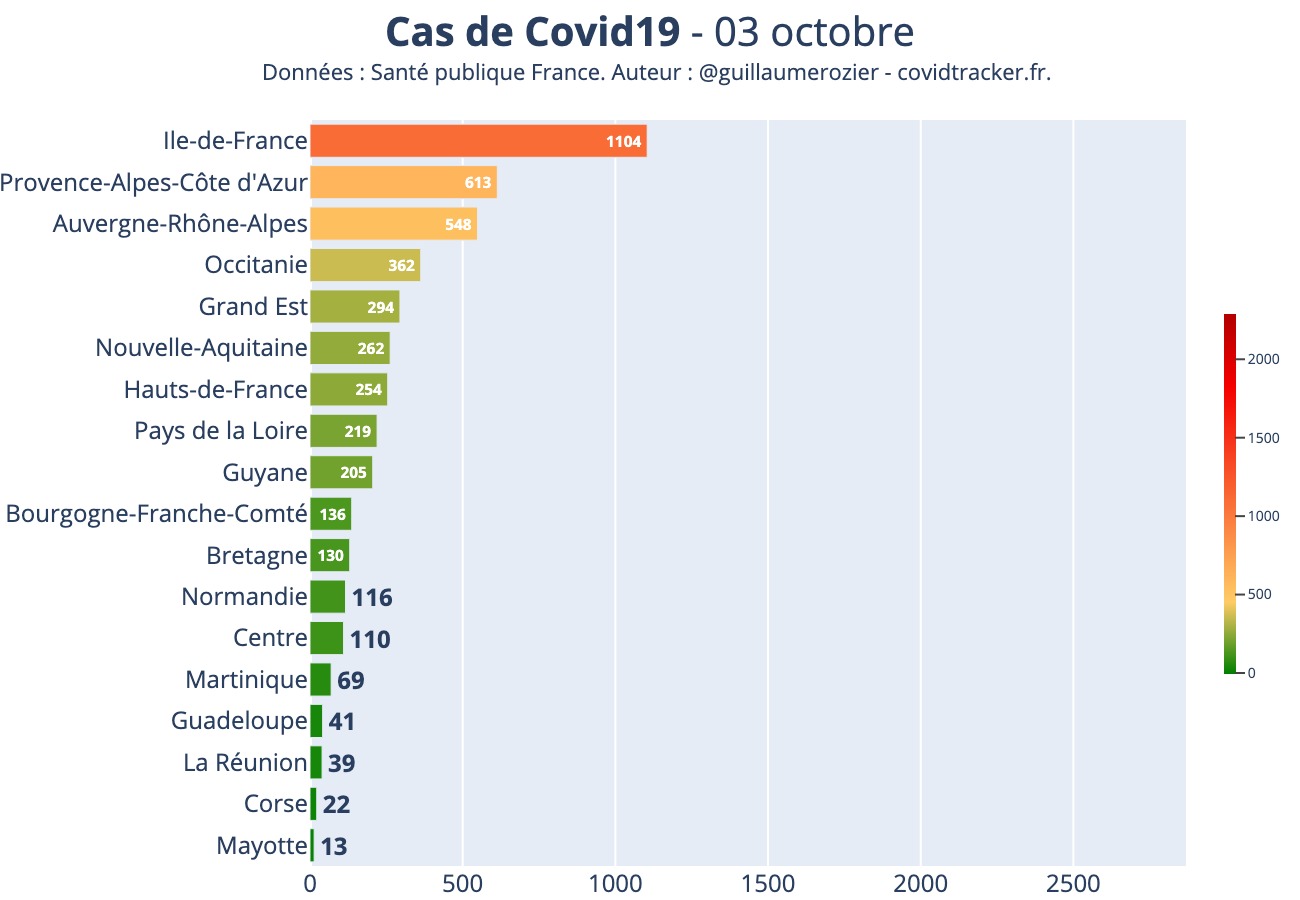 Cas de Covid19 - 03 octobre
Données : Santé publique France. Auteur : @guillaumerozier - covidtracker.fr.
Ile-de-France 1104
Provence-Alpes-Côte d'Azur 613
Auvergne-Rhône-Alpes 548
Occitanie 362
Grand Est 294
Nouvelle-Aquitaine 262
Hauts-de-France 254
Pays de la Loire 219
Guyane 205
Bourgogne-Franche-Comté 136
Bretagne 130
Normandie 116
Centre 110
Martinique 69
Guadeloupe 41
La Réunion 39
Corse 22
Mayotte 13
0 500 1000 1500 2000 2500
2000
1500
1000
500
0